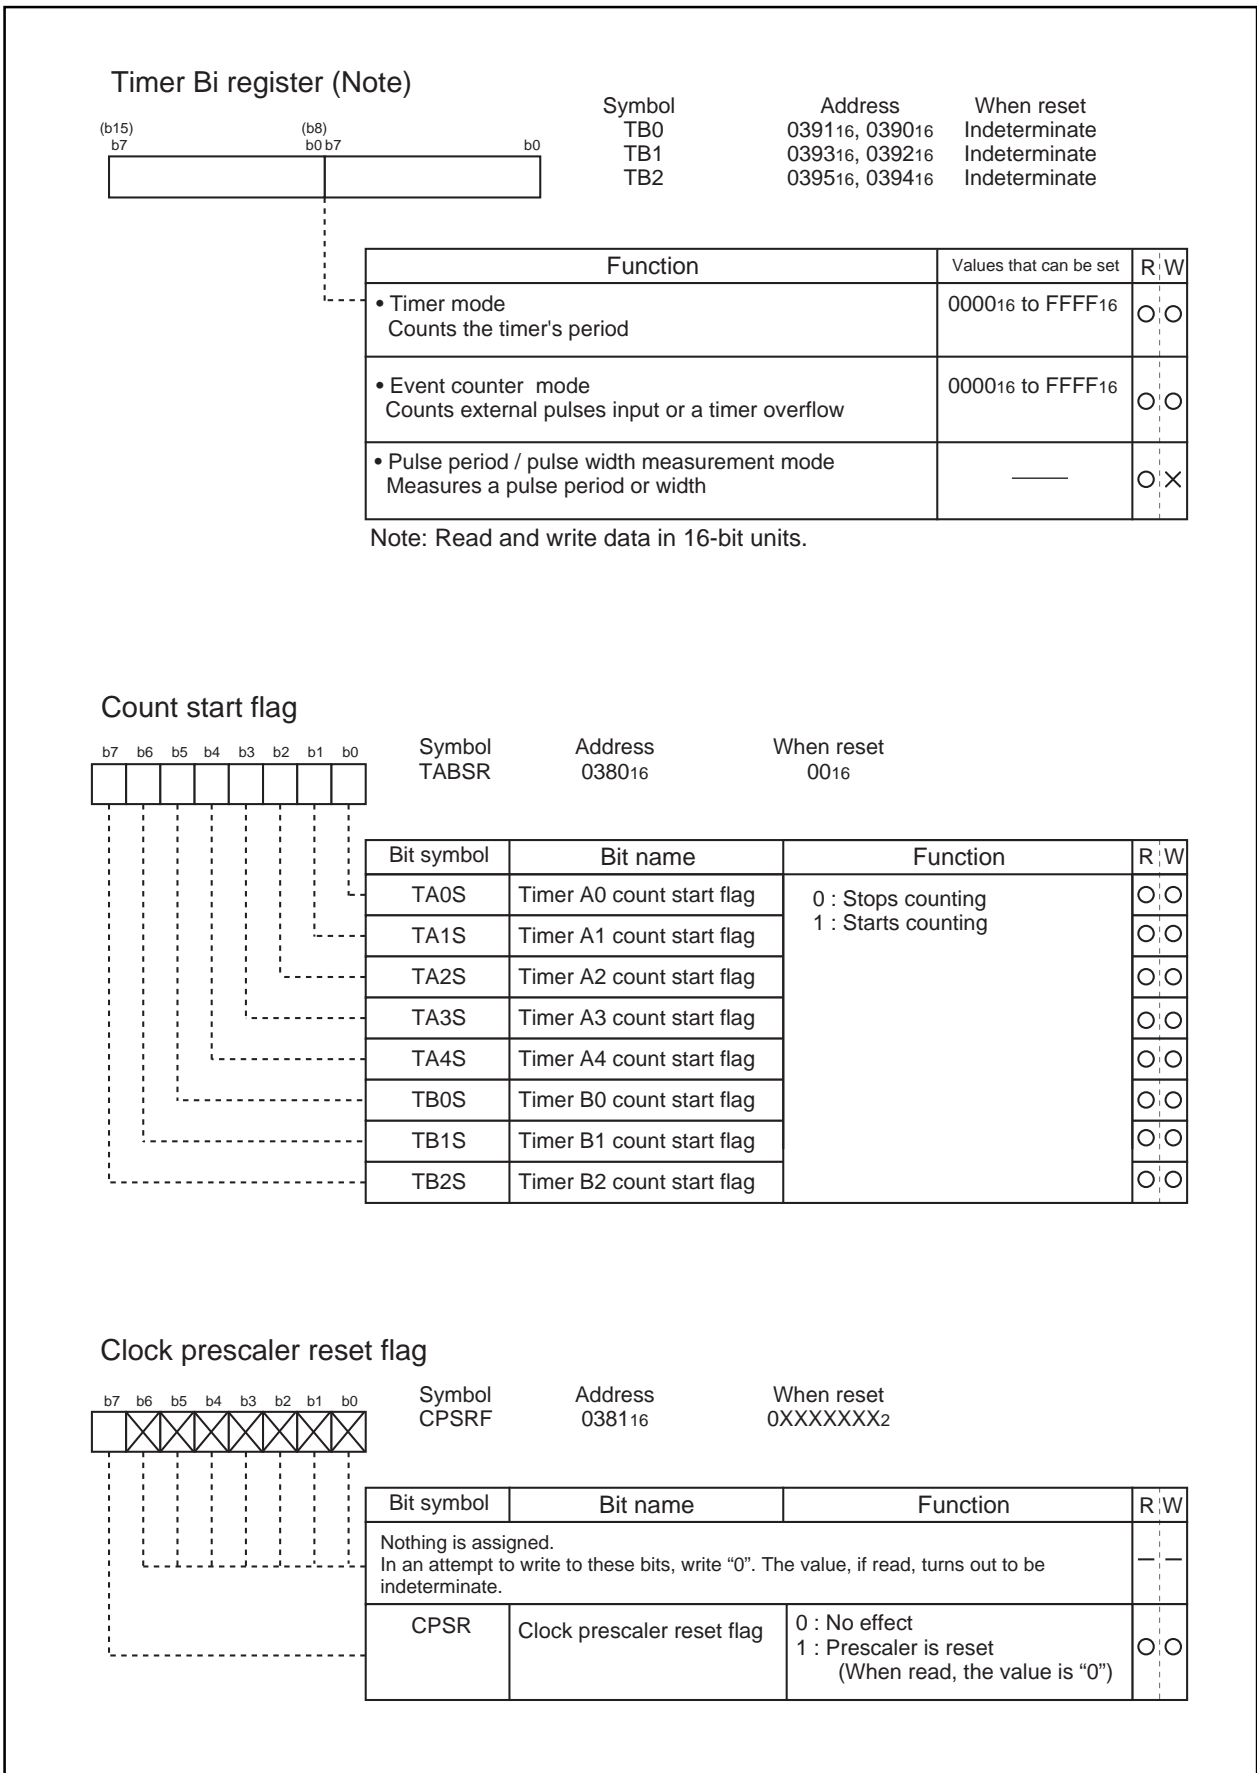 Timer Bi register (Note)
Symbol Address When reset
TB0 039116, 039016 Indeterminate
TB1 039316, 039216 Indeterminate
TB2 039516, 039416 Indeterminate
(b15) (b8)
b7 b0 b7 b0
Function Values that can be set R W
• Timer mode 000016 to FFFF16
Counts the timer's period
• Event counter mode 000016 to FFFF16
Counts external pulses input or a timer overflow
• Pulse period / pulse width measurement mode
Measures a pulse period or width
Note: Read and write data in 16-bit units.
Count start flag
b7 b6 b5 b4 b3 b2 b1 b0
Symbol Address When reset
TABSR 038016 0016
Bit symbol Bit name Function R W
TA0S Timer A0 count start flag 0 : Stops counting
1 : Starts counting
TA1S Timer A1 count start flag
TA2S Timer A2 count start flag
TA3S Timer A3 count start flag
TA4S Timer A4 count start flag
TB0S Timer B0 count start flag
TB1S Timer B1 count start flag
TB2S Timer B2 count start flag
Clock prescaler reset flag
b7 b6 b5 b4 b3 b2 b1 b0
Symbol Address When reset
CPSRF 038116 0XXXXXXX2
Bit symbol Bit name Function R W
Nothing is assigned.
In an attempt to write to these bits, write “0”. The value, if read, turns out to be
indeterminate.
CPSR Clock prescaler reset flag 0 : No effect
1 : Prescaler is reset
(When read, the value is “0”)